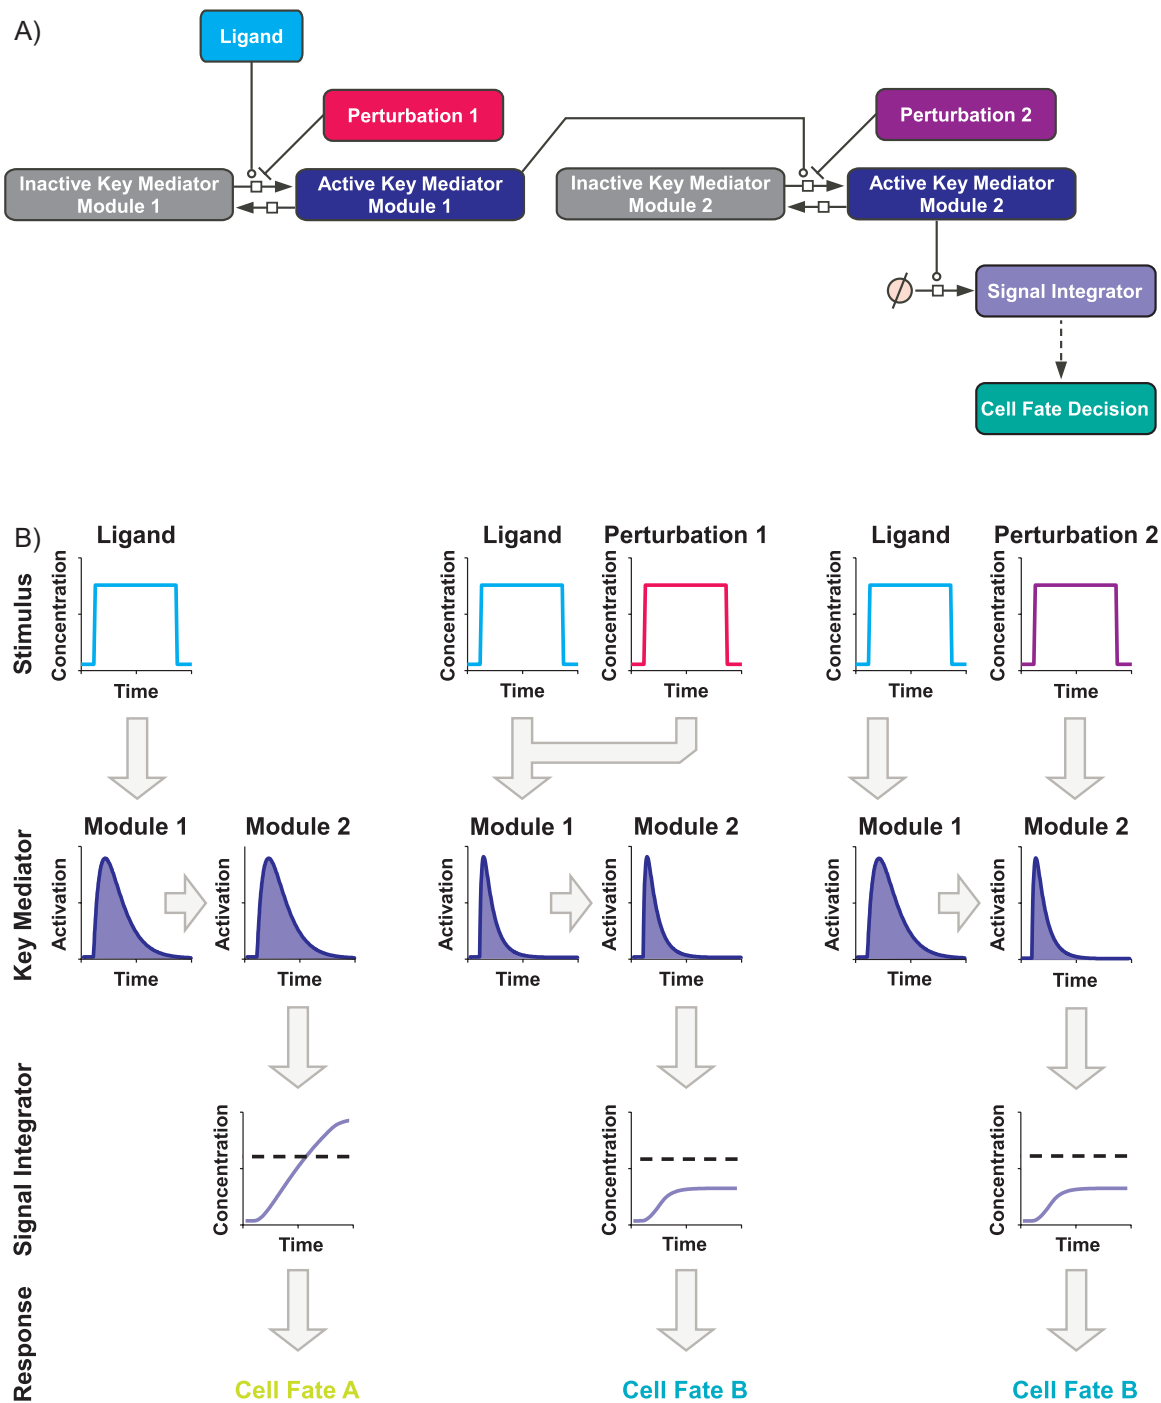 A)
Ligand
Perturbation 1
Perturbation 2
Inactive Key Mediator
Module 1
Active Key Mediator
Module 1
Inactive Key Mediator
Module 2
Active Key Mediator
Module 2
Signal Integrator
Cell Fate Decision
B)
Ligand
Ligand
Perturbation 1
Ligand
Perturbation 2
Stimulus
Concentration
Time
Concentration
Time
Concentration
Time
Concentration
Time
Concentration
Time
Key Mediator
Module 1
Module 2
Module 1
Module 2
Module 1
Module 2
Activation
Time
Activation
Time
Activation
Time
Activation
Time
Activation
Time
Activation
Time
Signal Integrator
Concentration
Time
Concentration
Time
Concentration
Time
Response
Cell Fate A
Cell Fate B
Cell Fate B